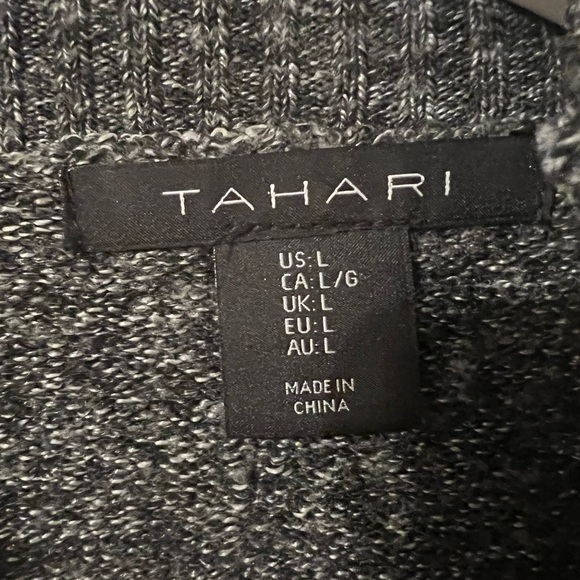 TAHARI
US: L
CA: L/G
UK: L
EU: L
AU: L
MADE IN
CHINA